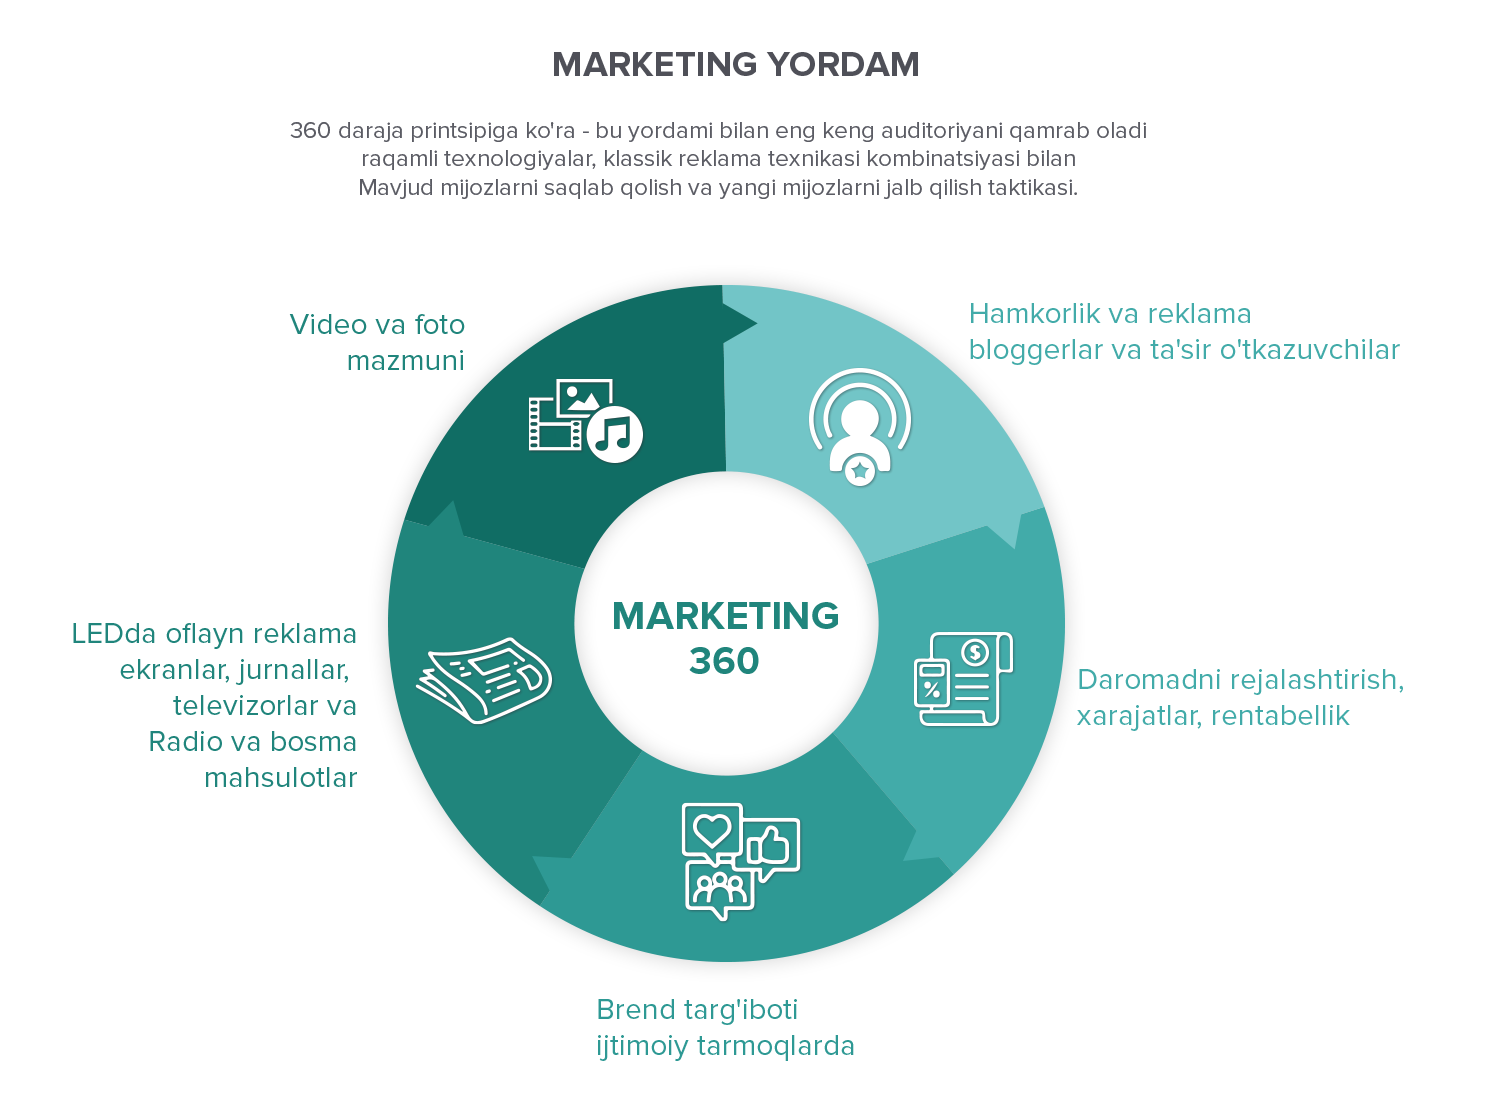 MARKETING YORDAM
360 daraja printsipiga ko'ra - bu yordami bilan eng keng auditoriyani qamrab oladi
raqamli texnologiyalar, klassik reklama texnikasi kombinatsiyasi bilan
Mavjud mijozlarni saqlab qolish va yangi mijozlarni jalb qilish taktikasi.
Video va foto
mazmuni
Hamkorlik va reklama
bloggerlar va ta'sir o'tkazuvchilar
LEDda oflayn reklama
ekranlar, jurnallar,
televizorlar va
Radio va bosma
mahsulotlar
MARKETING
360
Daromadni rejalashtirish,
xarajatlar, rentabellik
Brend targ'iboti
ijtimoiy tarmoqlarda